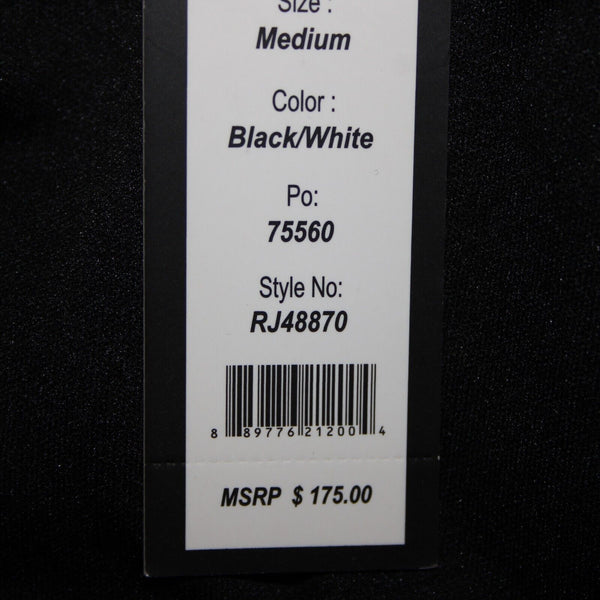 Size :
Medium
Color :
Black/White
Po:
75560
Style No:
RJ48870
8 89776 21200 4
MSRP $ 175.00